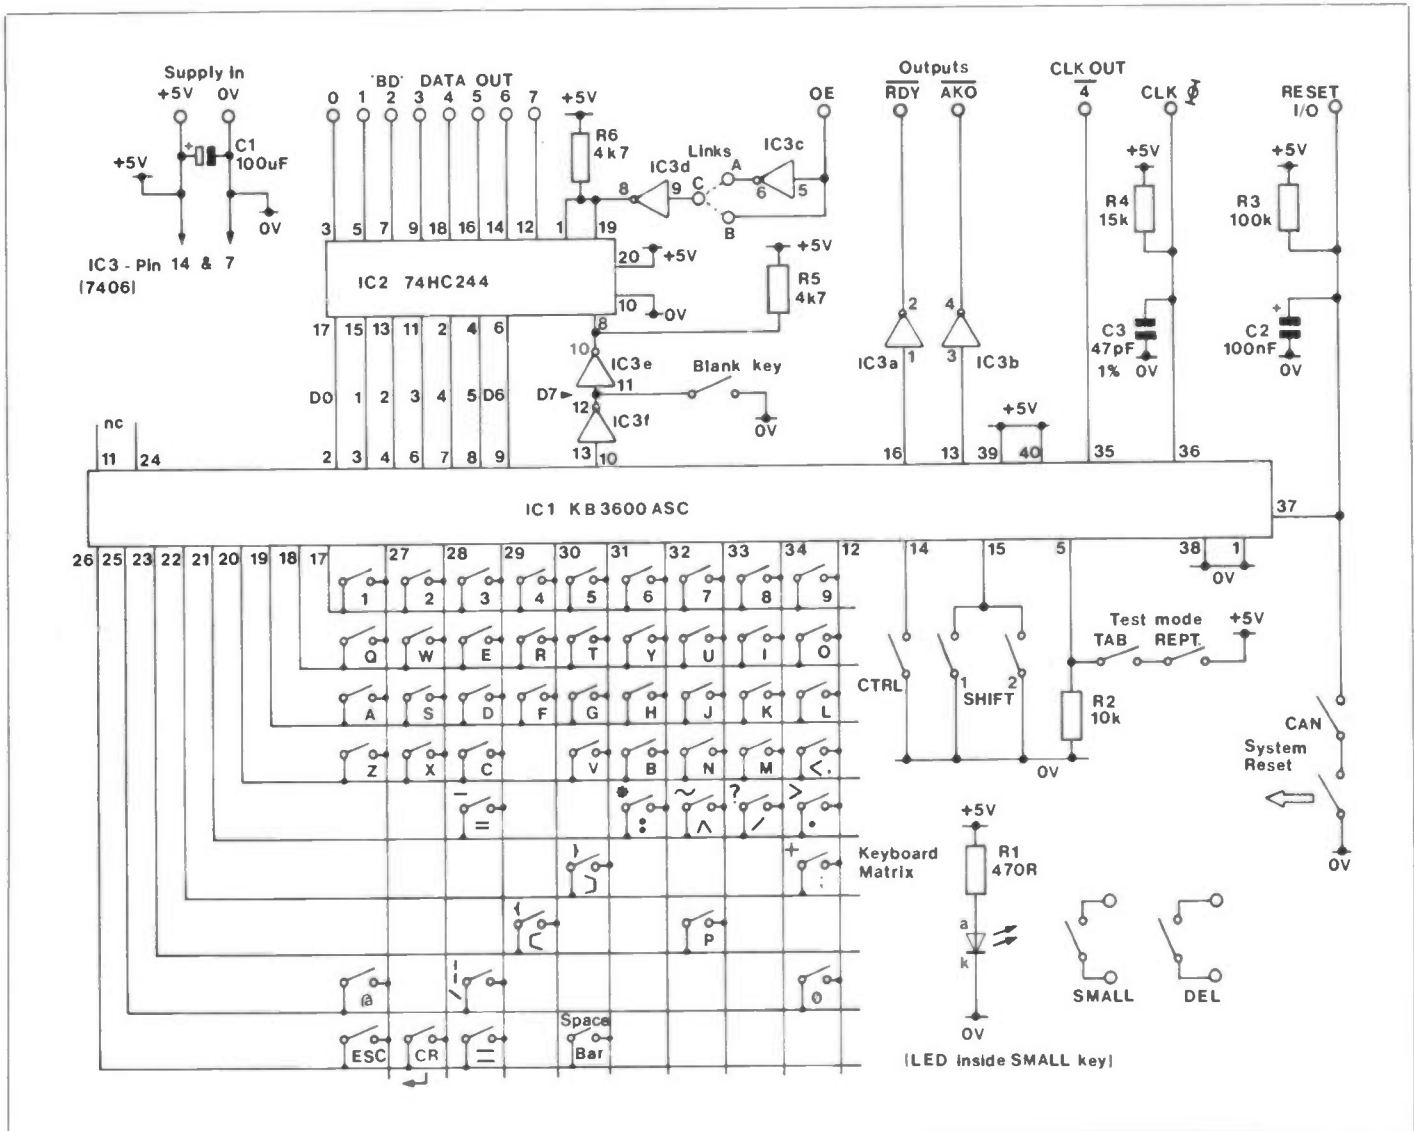 Supply in
+5V 0V
'BD' DATA OUT
0 1 2 3 4 5 6 7
+5V
OE
Outputs
RDY AKO
CLK OUT
4
CLK
RESET
I/O
C1
100uF
+5V
0V
R6
4k7
IC3d
Links
A
IC3c
8 9 C 6 5
B
+5V
R4
15k
+5V
R3
100k
3 5 7 9 18 16 14 12 1 19
IC3 - Pin 14 & 7
(7406)
IC2 74HC244
20
+5V
10
0V
+5V
R5
4k7
17 15 13 11 2 4 6 8
2 4
IC3a 1 3 IC3b
C3
47pF
1%
0V
+
C2
100nF
0V
10
IC3e
11
Blank key
0V
D0 1 2 3 4 5 D6
D7
12
IC3f
13
+5V
nc
11 24 2 3 4 6 7 8 9 10 16 13 39 40 35 36
IC1 KB3600 ASC
37
26 25 23 22 21 20 19 18 17 27 28 29 30 31 32 33 34 12 14 15 5 38 1
0V
1 2 3 4 5 6 7 8 9
Q W E R T Y U I O
A S D F G H J K L
Z X C V B N M <,
− * ~ ? >
= : ^ / .
} +
] ;
{
[ P
@ \ 0
Space
ESC CR = Bar
Keyboard
Matrix
CTRL
1 2
SHIFT
Test mode
TAB REPT.
+5V
R2
10k
0V
CAN
System
Reset
0V
+5V
R1
470R
a
k
0V
SMALL DEL
(LED inside SMALL key)